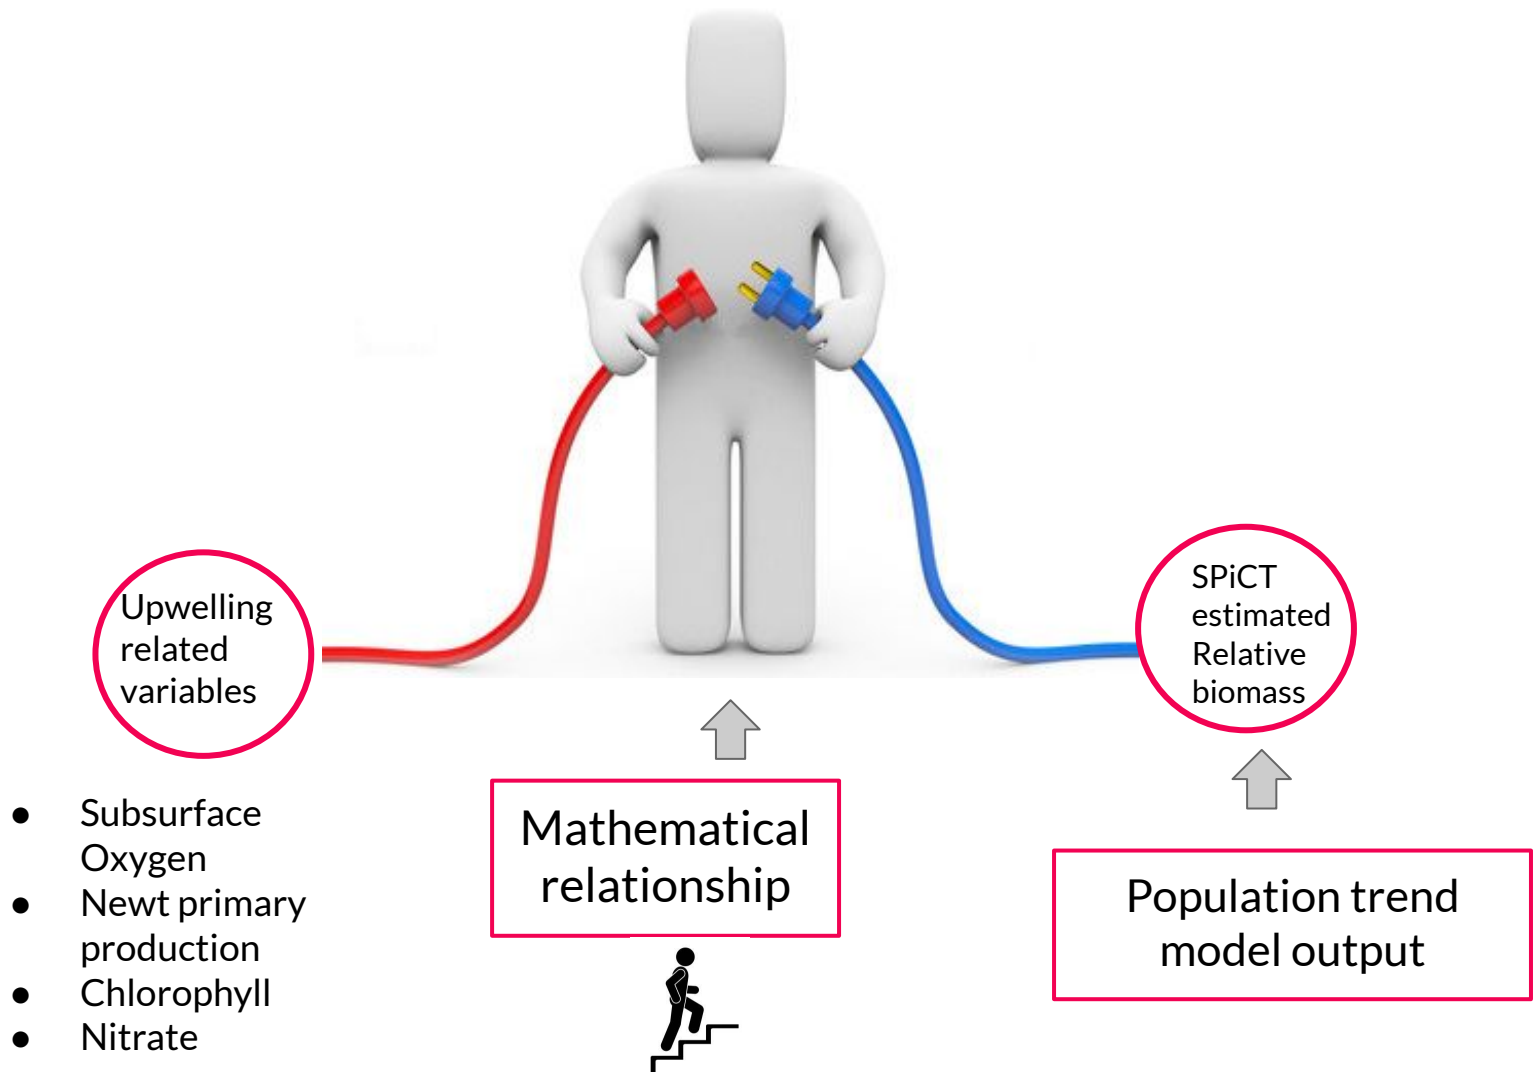 Upwelling
related
variables
SPiCT
estimated
Relative
biomass
● Subsurface
Oxygen
● Newt primary
production
● Chlorophyll
● Nitrate
Mathematical
relationship
Population trend
model output